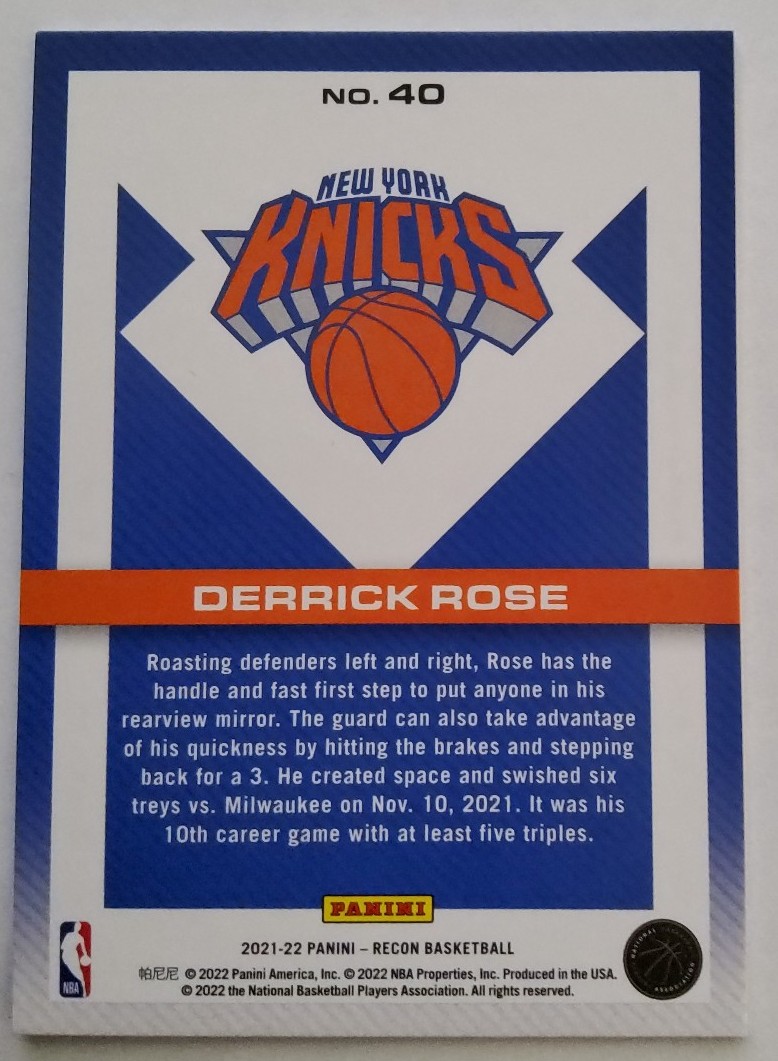 NO. 40
NEW YORK
KNICKS
DERRICK ROSE
Roasting defenders left and right, Rose has the
handle and fast first step to put anyone in his
rearview mirror. The guard can also take advantage
of his quickness by hitting the brakes and stepping
back for a 3. He created space and swished six
treys vs. Milwaukee on Nov. 10, 2021. It was his
10th career game with at least five triples.
PANINI
2021-22 PANINI – RECON BASKETBALL
帕尼尼 © 2022 Panini America, Inc. © 2022 NBA Properties, Inc. Produced in the USA.
© 2022 the National Basketball Players Association. All rights reserved.
NBA
NATIONAL
ASSOCIATION